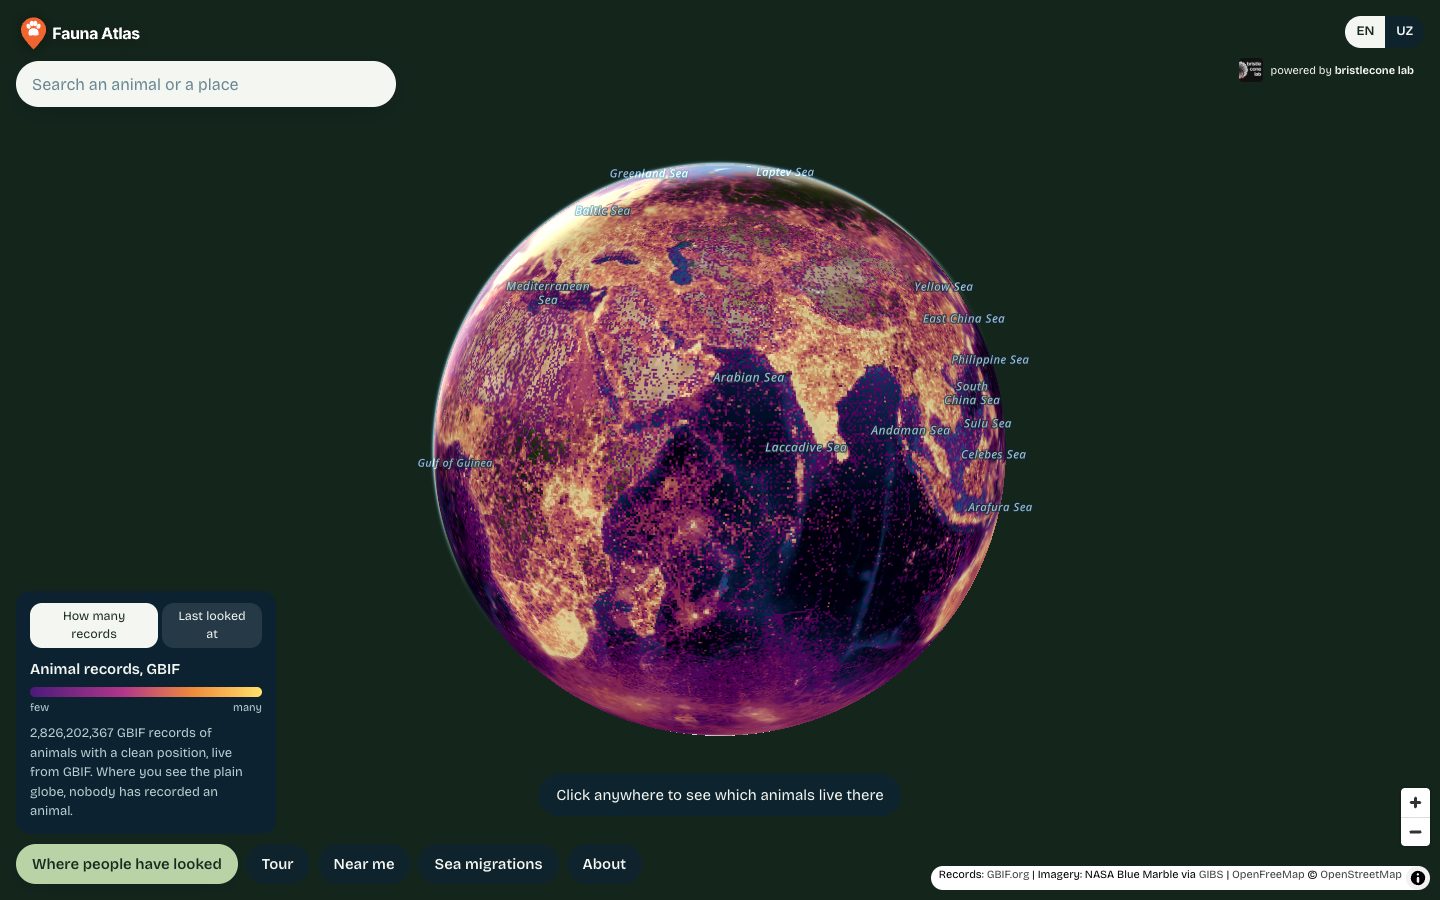 Fauna Atlas
EN UZ
Search an animal or a place
bristle
cone
lab
powered by bristlecone lab
Greenland Sea
Laptev Sea
Baltic Sea
Mediterranean
Sea
Yellow Sea
East China Sea
Philippine Sea
Arabian Sea
South
China Sea
Sulu Sea
Andaman Sea
Laccadive Sea
Celebes Sea
Gulf of Guinea
Arafura Sea
How many
records
Last looked
at
Animal records, GBIF
few many
2,826,202,367 GBIF records of
animals with a clean position, live
from GBIF. Where you see the plain
globe, nobody has recorded an
animal.
Click anywhere to see which animals live there
Where people have looked
Tour
Near me
Sea migrations
About
Records: GBIF.org | Imagery: NASA Blue Marble via GIBS | OpenFreeMap © OpenStreetMap